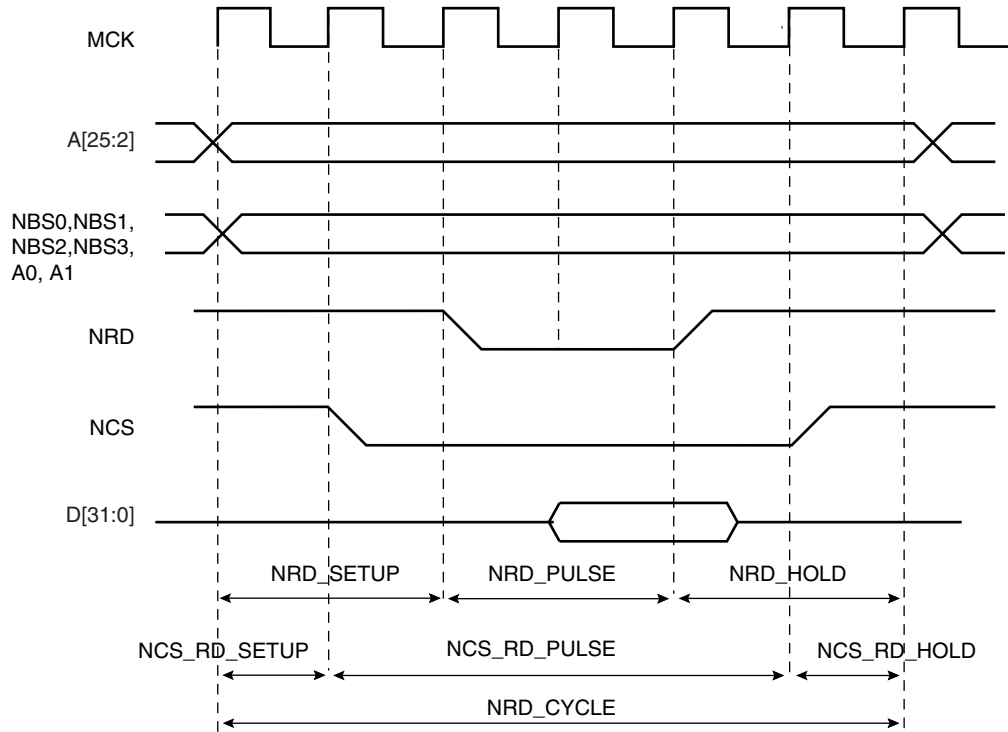 MCK
A[25:2]
NBS0,NBS1,
NBS2,NBS3,
A0, A1
NRD
NCS
D[31:0]
NRD_SETUP NRD_PULSE NRD_HOLD
NCS_RD_SETUP NCS_RD_PULSE NCS_RD_HOLD
NRD_CYCLE